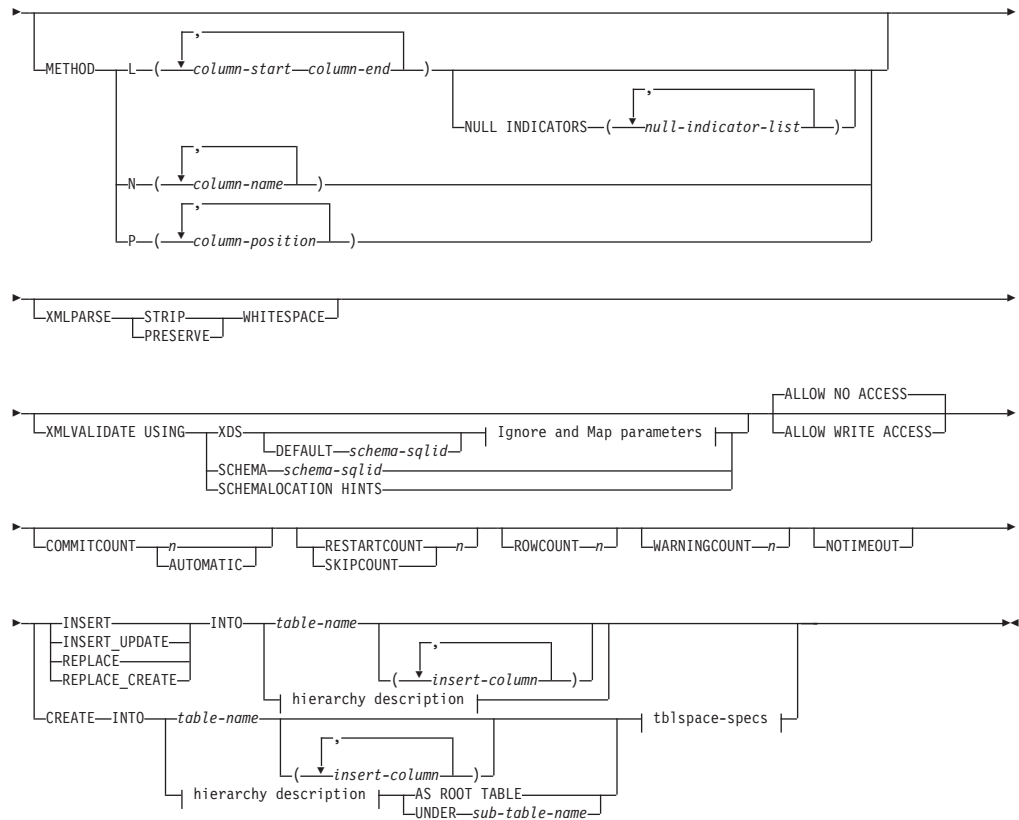 ,
METHOD L ( column-start column-end )
,
NULL INDICATORS ( null-indicator-list )
,
N ( column-name )
,
P ( column-position )
XMLPARSE STRIP WHITESPACE
PRESERVE
ALLOW NO ACCESS
XMLVALIDATE USING XDS Ignore and Map parameters ALLOW WRITE ACCESS
DEFAULT schema-sqlid
SCHEMA schema-sqlid
SCHEMALOCATION HINTS
COMMITCOUNT n RESTARTCOUNT n ROWCOUNT n WARNINGCOUNT n NOTIMEOUT
AUTOMATIC SKIPCOUNT
INSERT INTO table-name
INSERT_UPDATE ,
REPLACE ( insert-column )
REPLACE_CREATE hierarchy description
CREATE INTO table-name tblspace-specs
,
( insert-column )
hierarchy description AS ROOT TABLE
UNDER sub-table-name